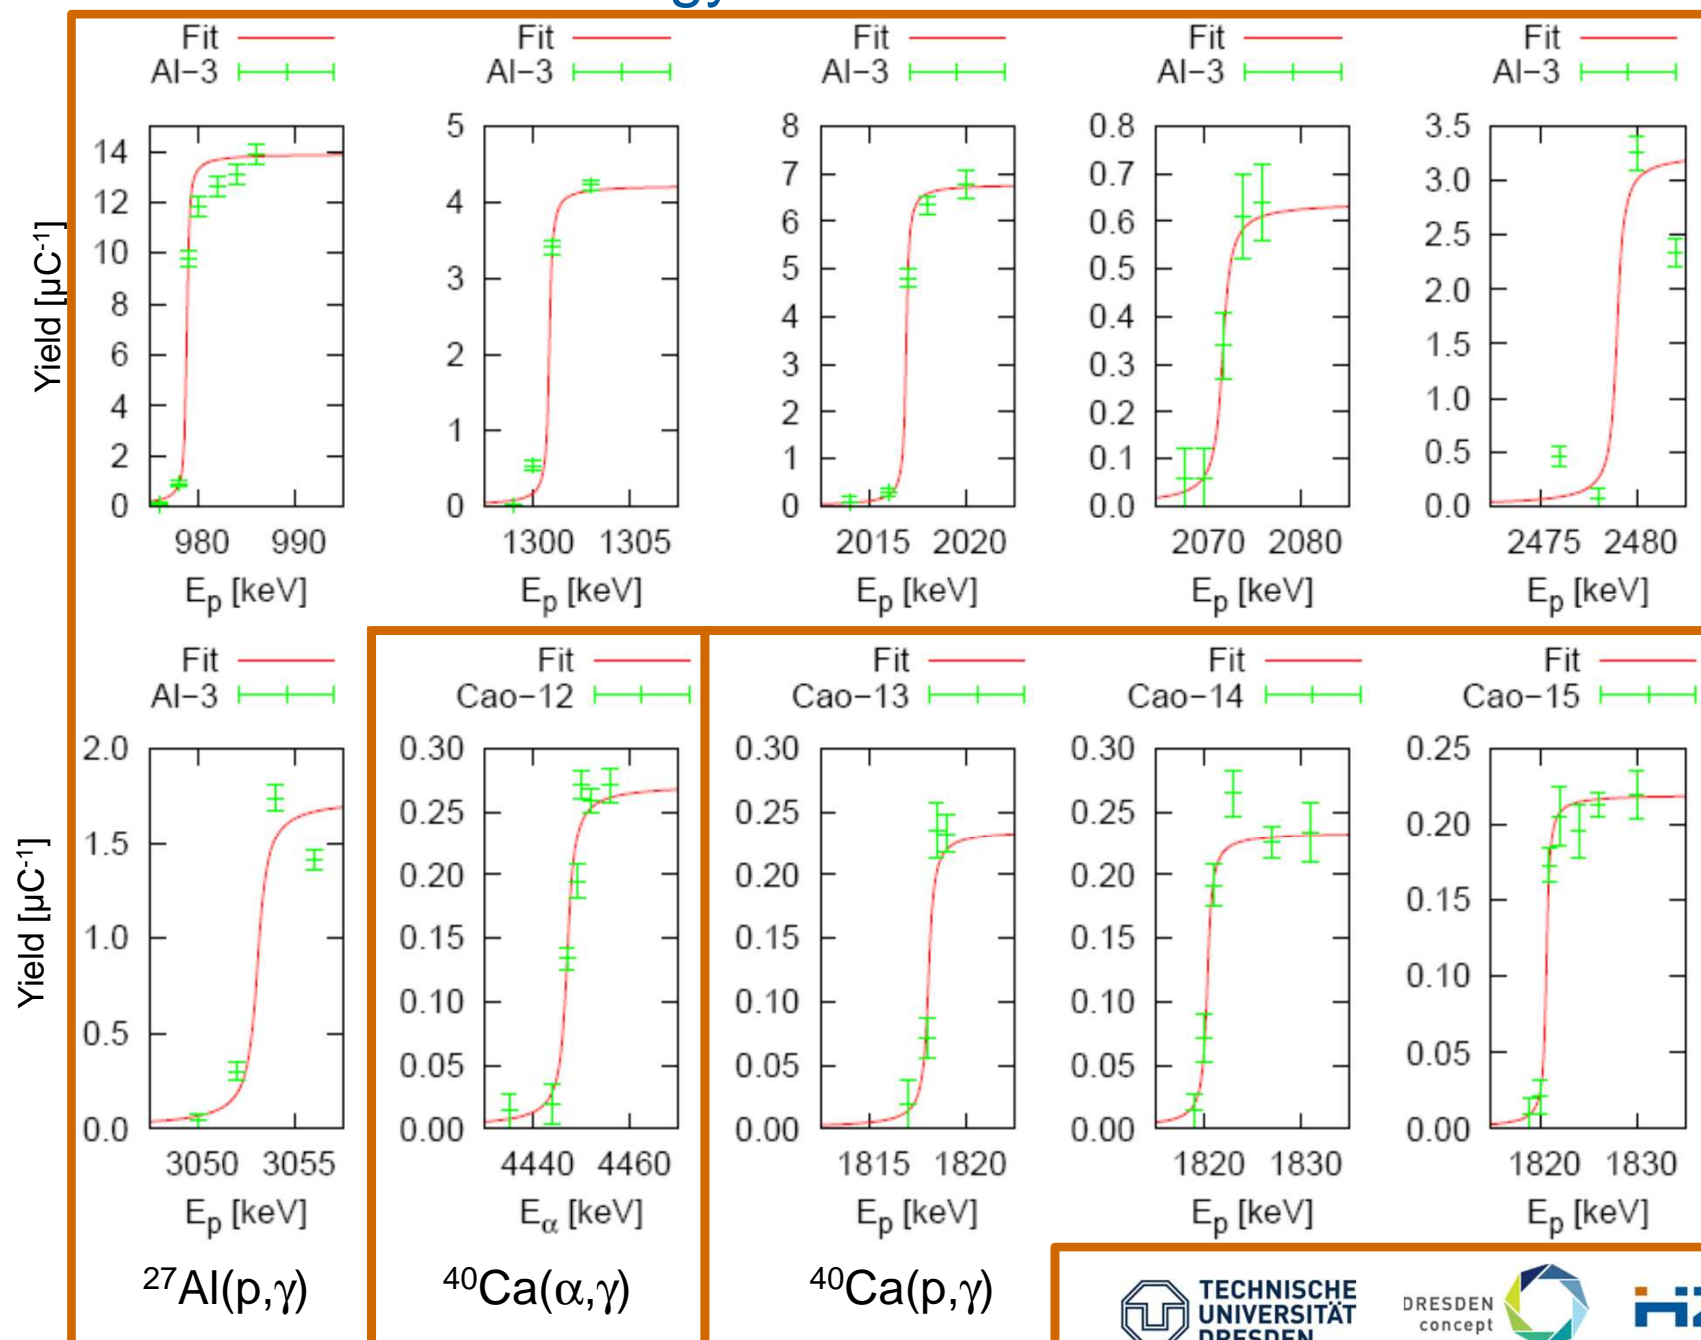 gy
Fit
Al-3
Fit
Al-3
Fit
Al-3
Fit
Al-3
Fit
Al-3
Yield [µC-1]
14
12
10
8
6
4
2
0
980 990
Ep [keV]
5
4
3
2
1
0
1300 1305
Ep [keV]
8
7
6
5
4
3
2
1
0
2015 2020
Ep [keV]
0.8
0.7
0.6
0.5
0.4
0.3
0.2
0.1
0.0
2070 2080
Ep [keV]
3.5
3.0
2.5
2.0
1.5
1.0
0.5
0.0
2475 2480
Ep [keV]
Fit
Al-3
Fit
Cao-12
Fit
Cao-13
Fit
Cao-14
Fit
Cao-15
Yield [µC-1]
2.0
1.5
1.0
0.5
0.0
3050 3055
Ep [keV]
0.30
0.25
0.20
0.15
0.10
0.05
0.00
4440 4460
Eα [keV]
0.30
0.25
0.20
0.15
0.10
0.05
0.00
1815 1820
Ep [keV]
0.30
0.25
0.20
0.15
0.10
0.05
0.00
1820 1830
Ep [keV]
0.25
0.20
0.15
0.10
0.05
0.00
1820 1830
Ep [keV]
27Al(p,γ)
40Ca(α,γ)
40Ca(p,γ)
TECHNISCHE
UNIVERSITÄT
DRESDEN
DRESDEN
concept